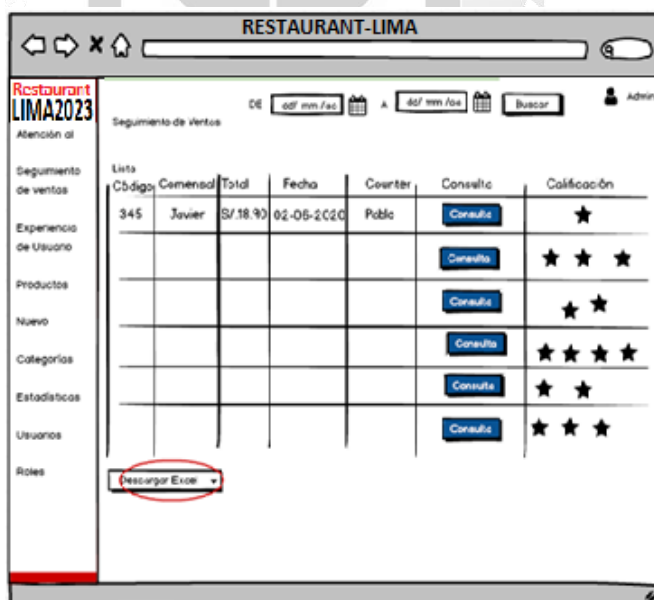 RESTAURANT-LIMA
Restaurant
LIMA2023
Admin
DE dd/ mm /aa A dd/ mm /aa Buscar
Seguimiento de Ventas
Atención al
Seguimiento
de ventas
Experiencia
de Usuario
Productos
Nuevo
Categorías
Estadísticas
Usuarios
Roles
Lista
Código Comensal Total Fecha Counter Consulta Calificación
345 Javier S/.18.90 02-06-2020 Pablo Consulta
Consulta
Consulta
Consulta
Consulta
Consulta
Descargar Excel